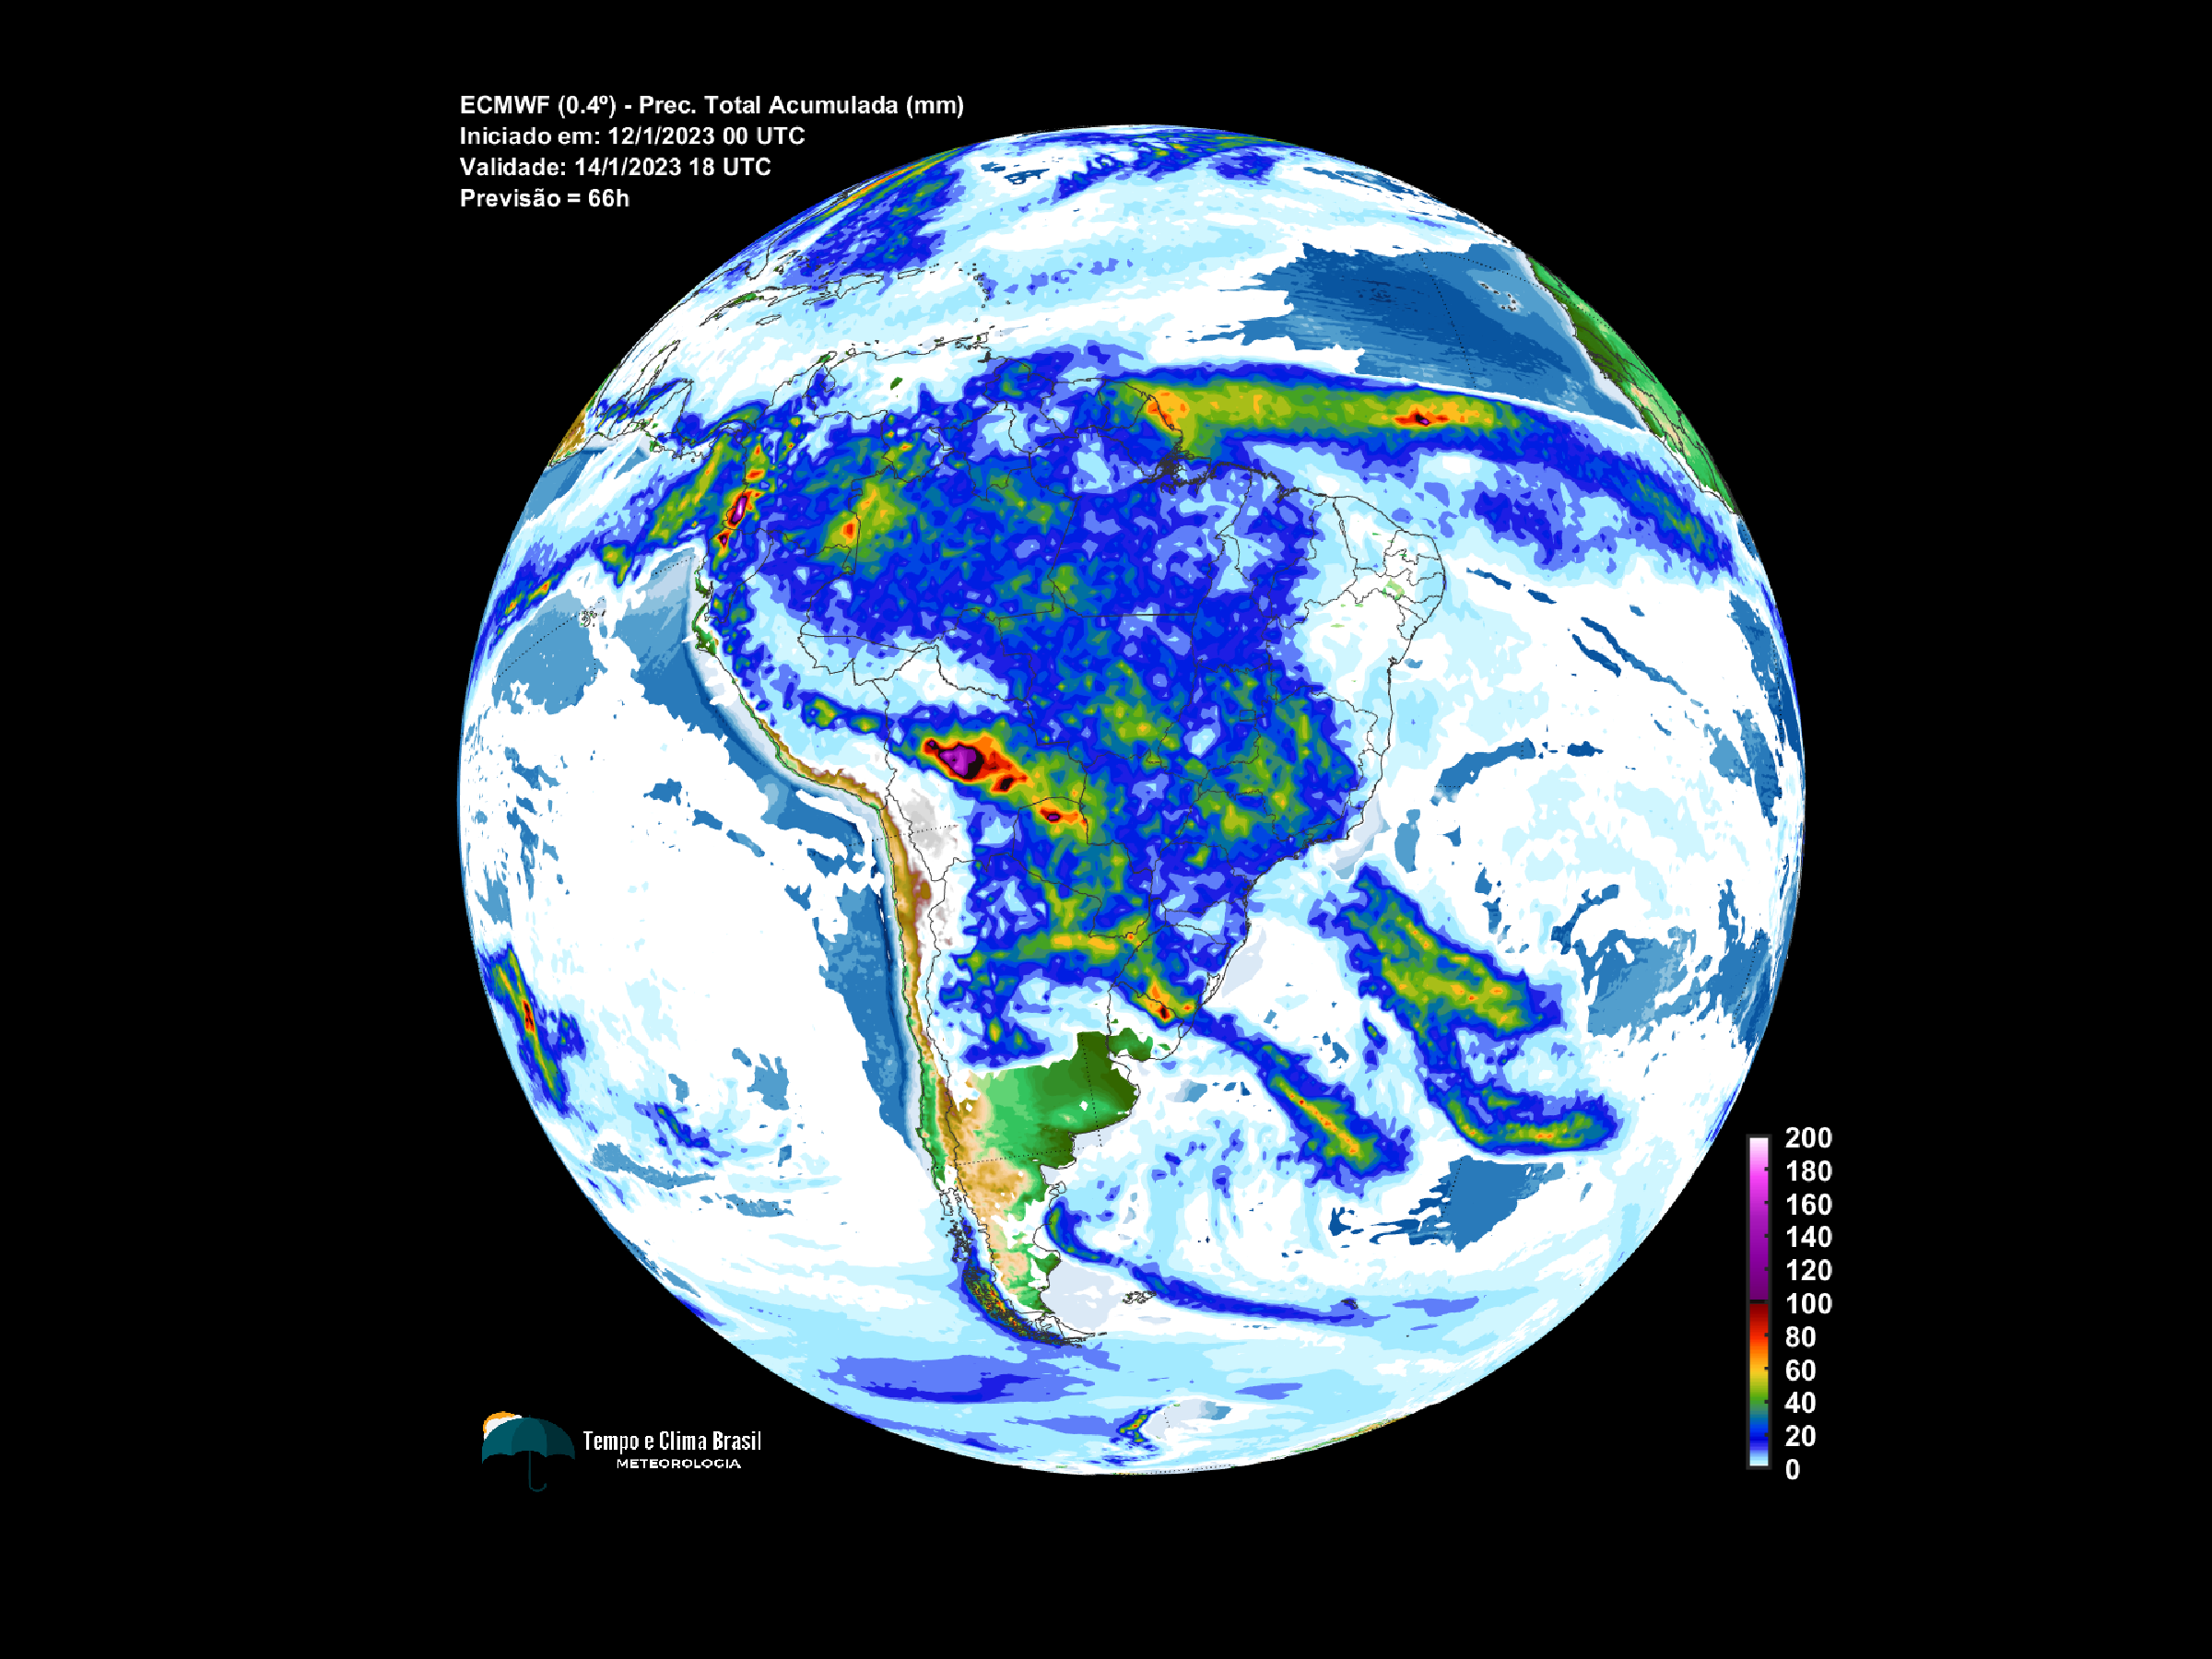 ECMWF (0.4º) - Prec. Total Acumulada (mm)
Iniciado em: 12/1/2023 00 UTC
Validade: 14/1/2023 18 UTC
Previsão = 66h
200
180
160
140
120
100
80
60
40
20
0
Tempo e Clima Brasil
METEOROLOGIA